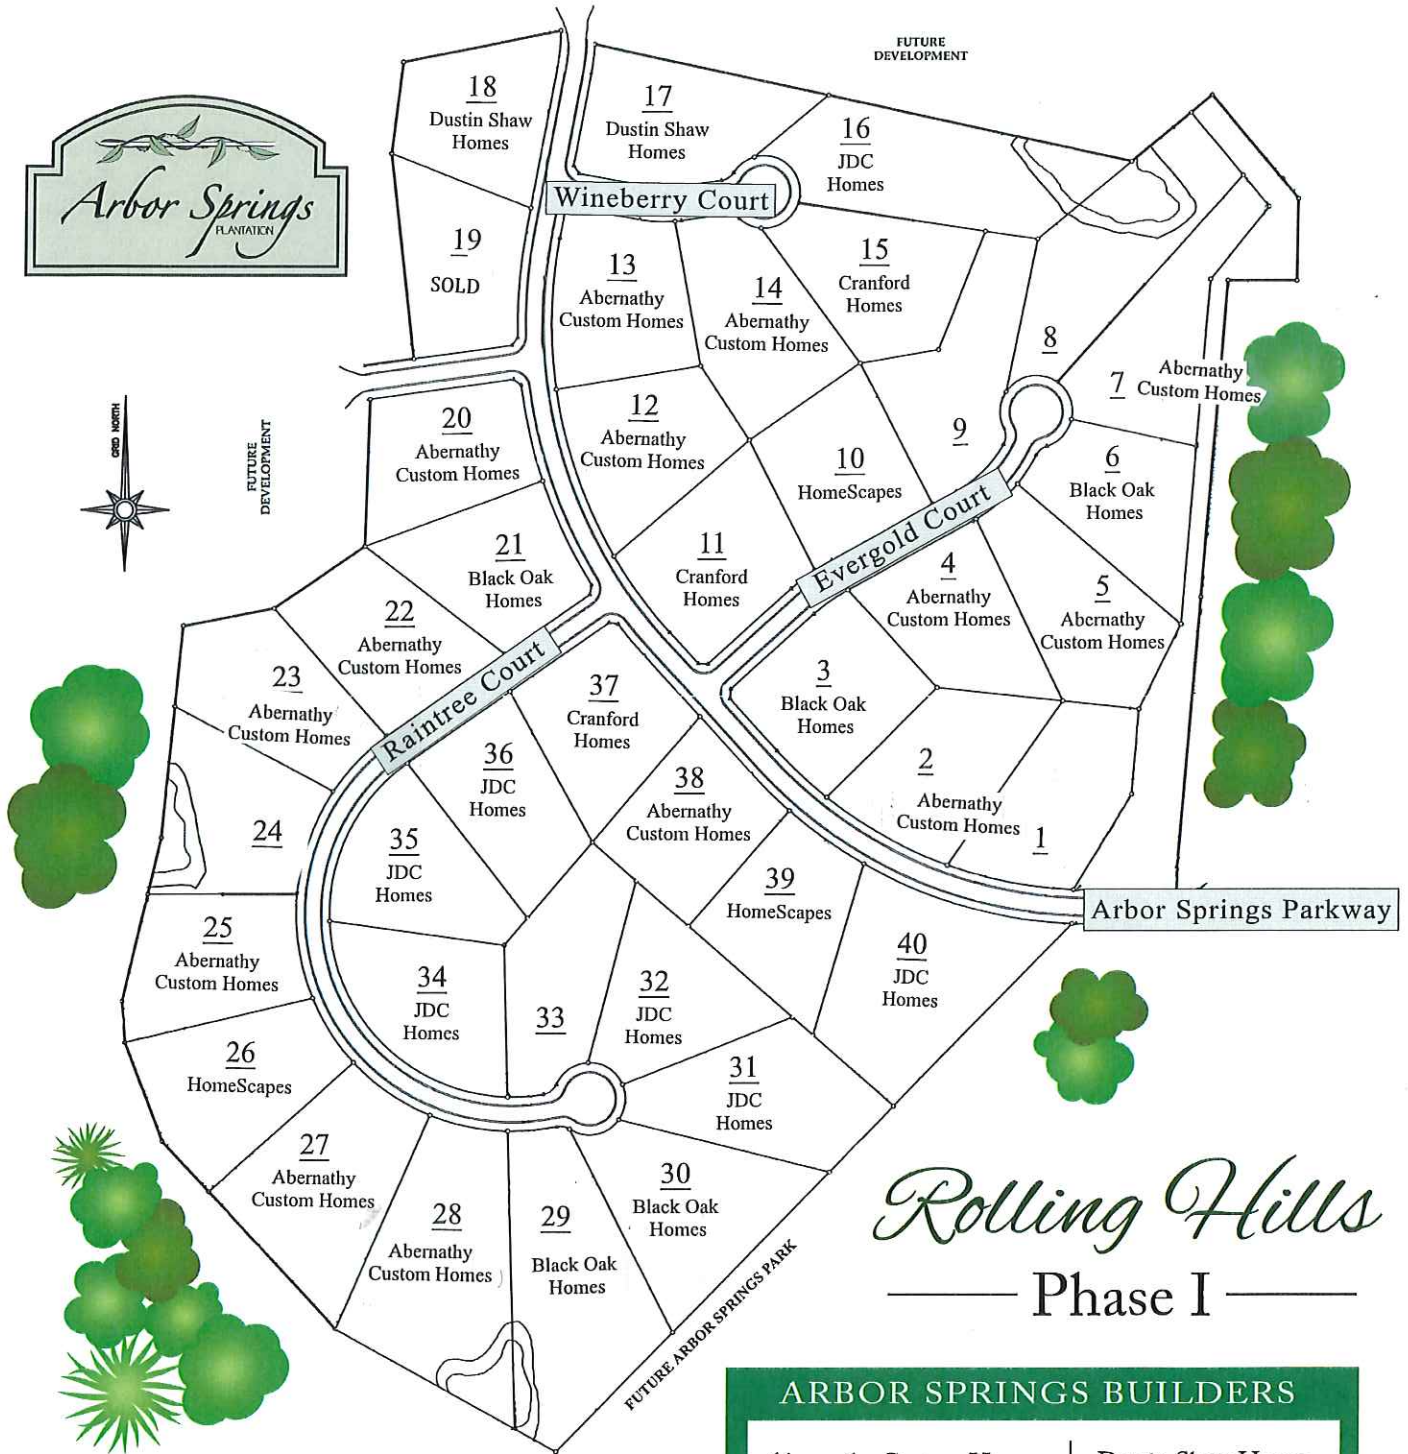 FUTURE
DEVELOPMENT
18
Dustin Shaw
Homes
17
Dustin Shaw
Homes
16
JDC
Homes
Arbor Springs
PLANTATION
Wineberry Court
19
SOLD
13
Abernathy
Custom Homes
14
Abernathy
Custom Homes
15
Cranford
Homes
8
7
Abernathy
Custom Homes
GRID NORTH
FUTURE
DEVELOPMENT
20
Abernathy
Custom Homes
12
Abernathy
Custom Homes
9
10
HomeScapes
6
Black Oak
Homes
Evergold Court
21
Black Oak
Homes
11
Cranford
Homes
4
Abernathy
Custom Homes
5
Abernathy
Custom Homes
22
Abernathy
Custom Homes
Raintree Court
23
Abernathy
Custom Homes
37
Cranford
Homes
3
Black Oak
Homes
36
JDC
Homes
38
Abernathy
Custom Homes
2
Abernathy
Custom Homes
1
24
35
JDC
Homes
39
HomeScapes
Arbor Springs Parkway
25
Abernathy
Custom Homes
34
JDC
Homes
33
32
JDC
Homes
40
JDC
Homes
26
HomeScapes
31
JDC
Homes
27
Abernathy
Custom Homes
28
Abernathy
Custom Homes
29
Black Oak
Homes
30
Black Oak
Homes
FUTURE ARBOR SPRINGS PARK
Rolling Hills
Phase I
ARBOR SPRINGS BUILDERS